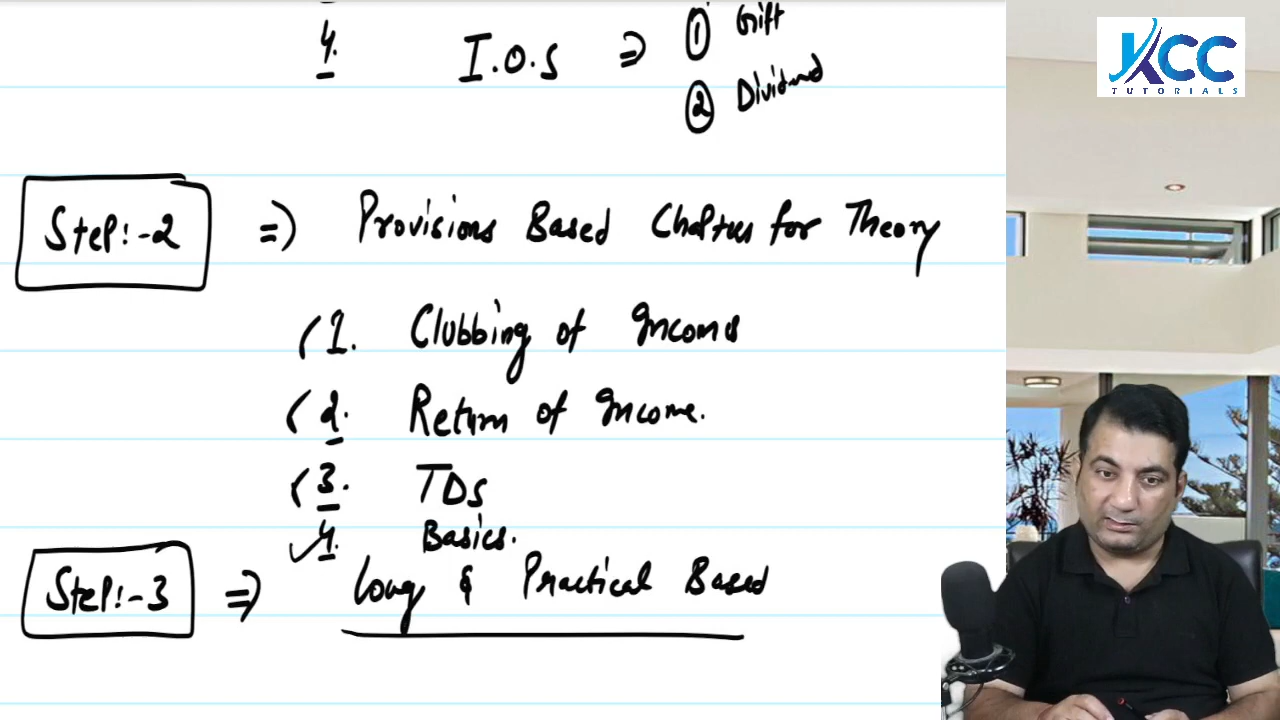 4. I.O.S ⇒ ① Gift
② Dividend
Step:-2 ⇒ Provisions Based Chapters for Theory
1. Clubbing of Incomes
2. Return of Income.
3. TDS
4. Basics.
Step:-3 ⇒ Long & Practical Based
KCC
TUTORIALS